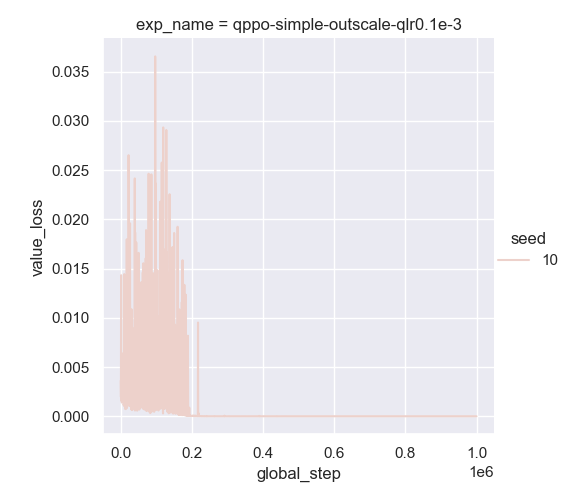 exp_name = qppo-simple-outscale-qlr0.1e-3
0.035
0.030
0.025
0.020
0.015
0.010
0.005
0.000
value_loss
seed
10
0.0 0.2 0.4 0.6 0.8 1.0
1e6
global_step